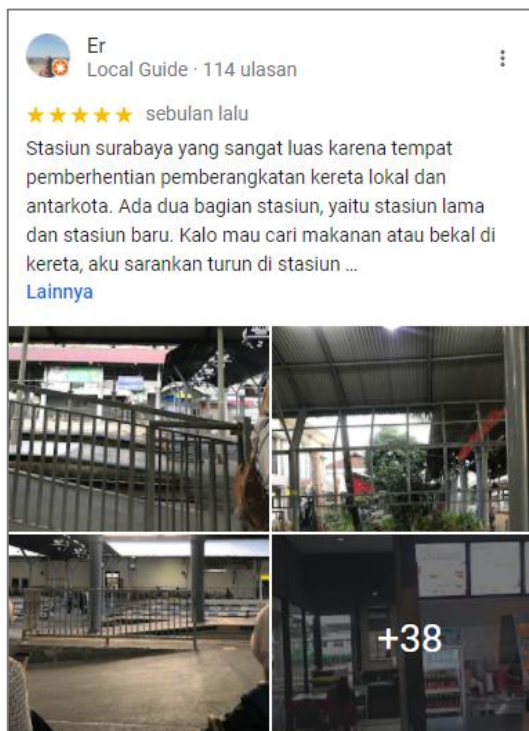 Er
Local Guide · 114 ulasan
sebulan lalu
Stasiun surabaya yang sangat luas karena tempat
pemberhentian pemberangkatan kereta lokal dan
antarkota. Ada dua bagian stasiun, yaitu stasiun lama
dan stasiun baru. Kalo mau cari makanan atau bekal di
kereta, aku sarankan turun di stasiun ...
Lainnya
+38